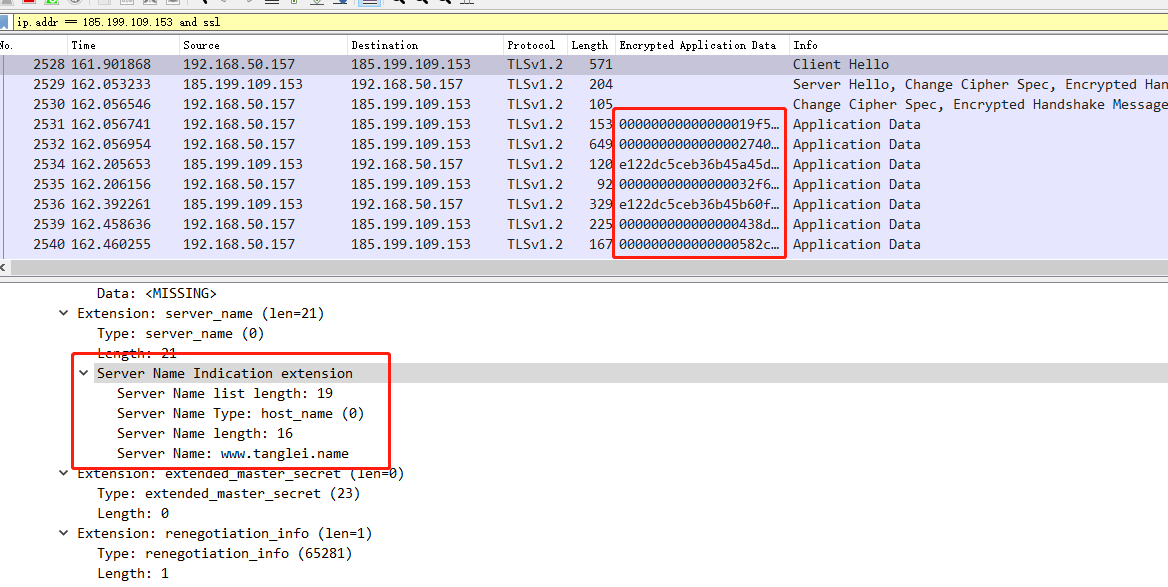 ip.addr == 185.199.109.153 and ssl
No. Time Source Destination Protocol Length Encrypted Application Data Info
2528 161.901868 192.168.50.157 185.199.109.153 TLSv1.2 571 Client Hello
2529 162.053233 185.199.109.153 192.168.50.157 TLSv1.2 204 Server Hello, Change Cipher Spec, Encrypted Han
2530 162.056546 192.168.50.157 185.199.109.153 TLSv1.2 105 Change Cipher Spec, Encrypted Handshake Message
2531 162.056741 192.168.50.157 185.199.109.153 TLSv1.2 153 00000000000000019f5… Application Data
2532 162.056954 192.168.50.157 185.199.109.153 TLSv1.2 649 00000000000000002740… Application Data
2534 162.205653 185.199.109.153 192.168.50.157 TLSv1.2 120 e122dc5ceb36b45a45d… Application Data
2535 162.206156 192.168.50.157 185.199.109.153 TLSv1.2 92 00000000000000032f6… Application Data
2536 162.392261 185.199.109.153 192.168.50.157 TLSv1.2 329 e122dc5ceb36b45b60f… Application Data
2539 162.458636 192.168.50.157 185.199.109.153 TLSv1.2 225 000000000000000438d… Application Data
2540 162.460255 192.168.50.157 185.199.109.153 TLSv1.2 167 000000000000000582c… Application Data
Data: <MISSING>
Extension: server_name (len=21)
Type: server_name (0)
Length: 21
Server Name Indication extension
Server Name list length: 19
Server Name Type: host_name (0)
Server Name length: 16
Server Name: www.tanglei.name
Extension: extended_master_secret (len=0)
Type: extended_master_secret (23)
Length: 0
Extension: renegotiation_info (len=1)
Type: renegotiation_info (65281)
Length: 1